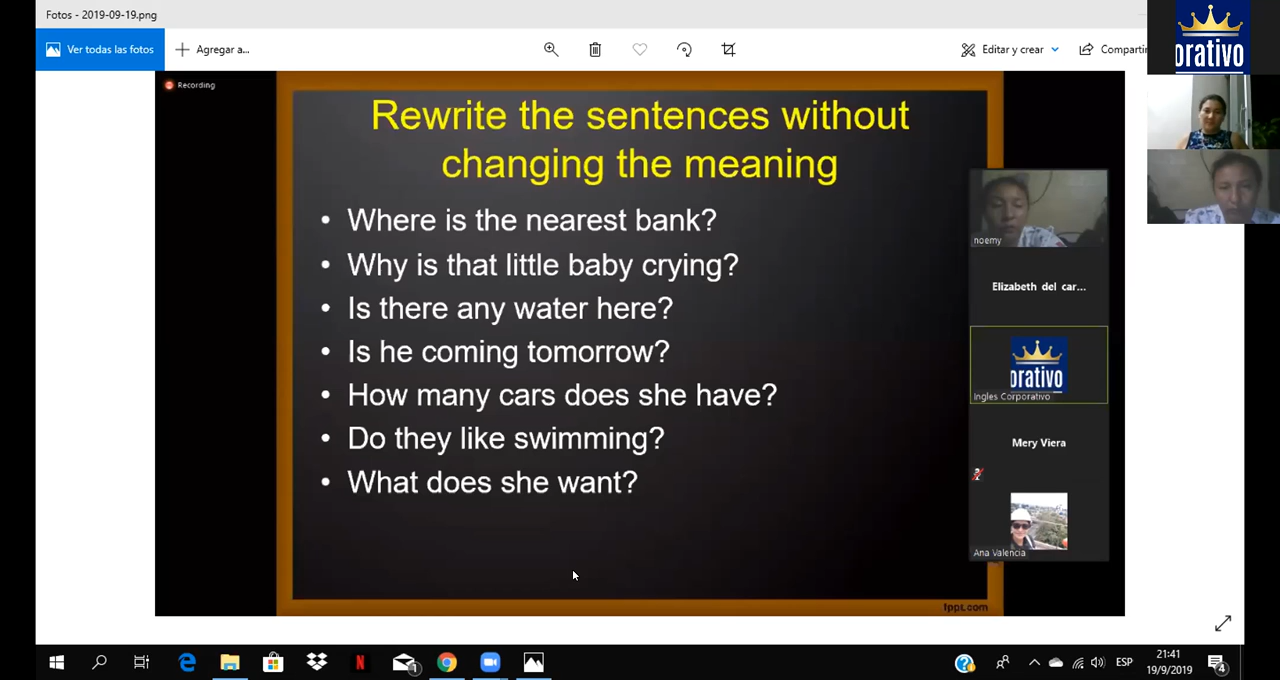 Fotos - 2019-09-19.png
Ver todas las fotos
Agregar a...
Editar y crear
Compartir
orativo
Recording
Rewrite the sentences without
changing the meaning
• Where is the nearest bank?
• Why is that little baby crying?
• Is there any water here?
• Is he coming tomorrow?
• How many cars does she have?
• Do they like swimming?
• What does she want?
noemy
Elizabeth del car...
orativo
Ingles Corporativo
Mery Viera
Ana Valencia
fppt.com
1
ESP
21:41
19/9/2019
4